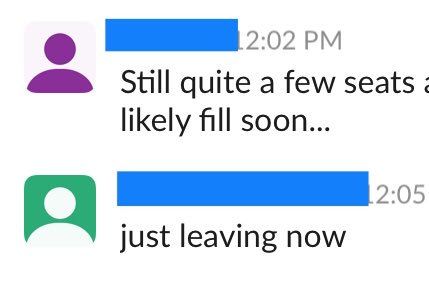 12:02 PM
Still quite a few seats
likely fill soon...
12:05
just leaving now